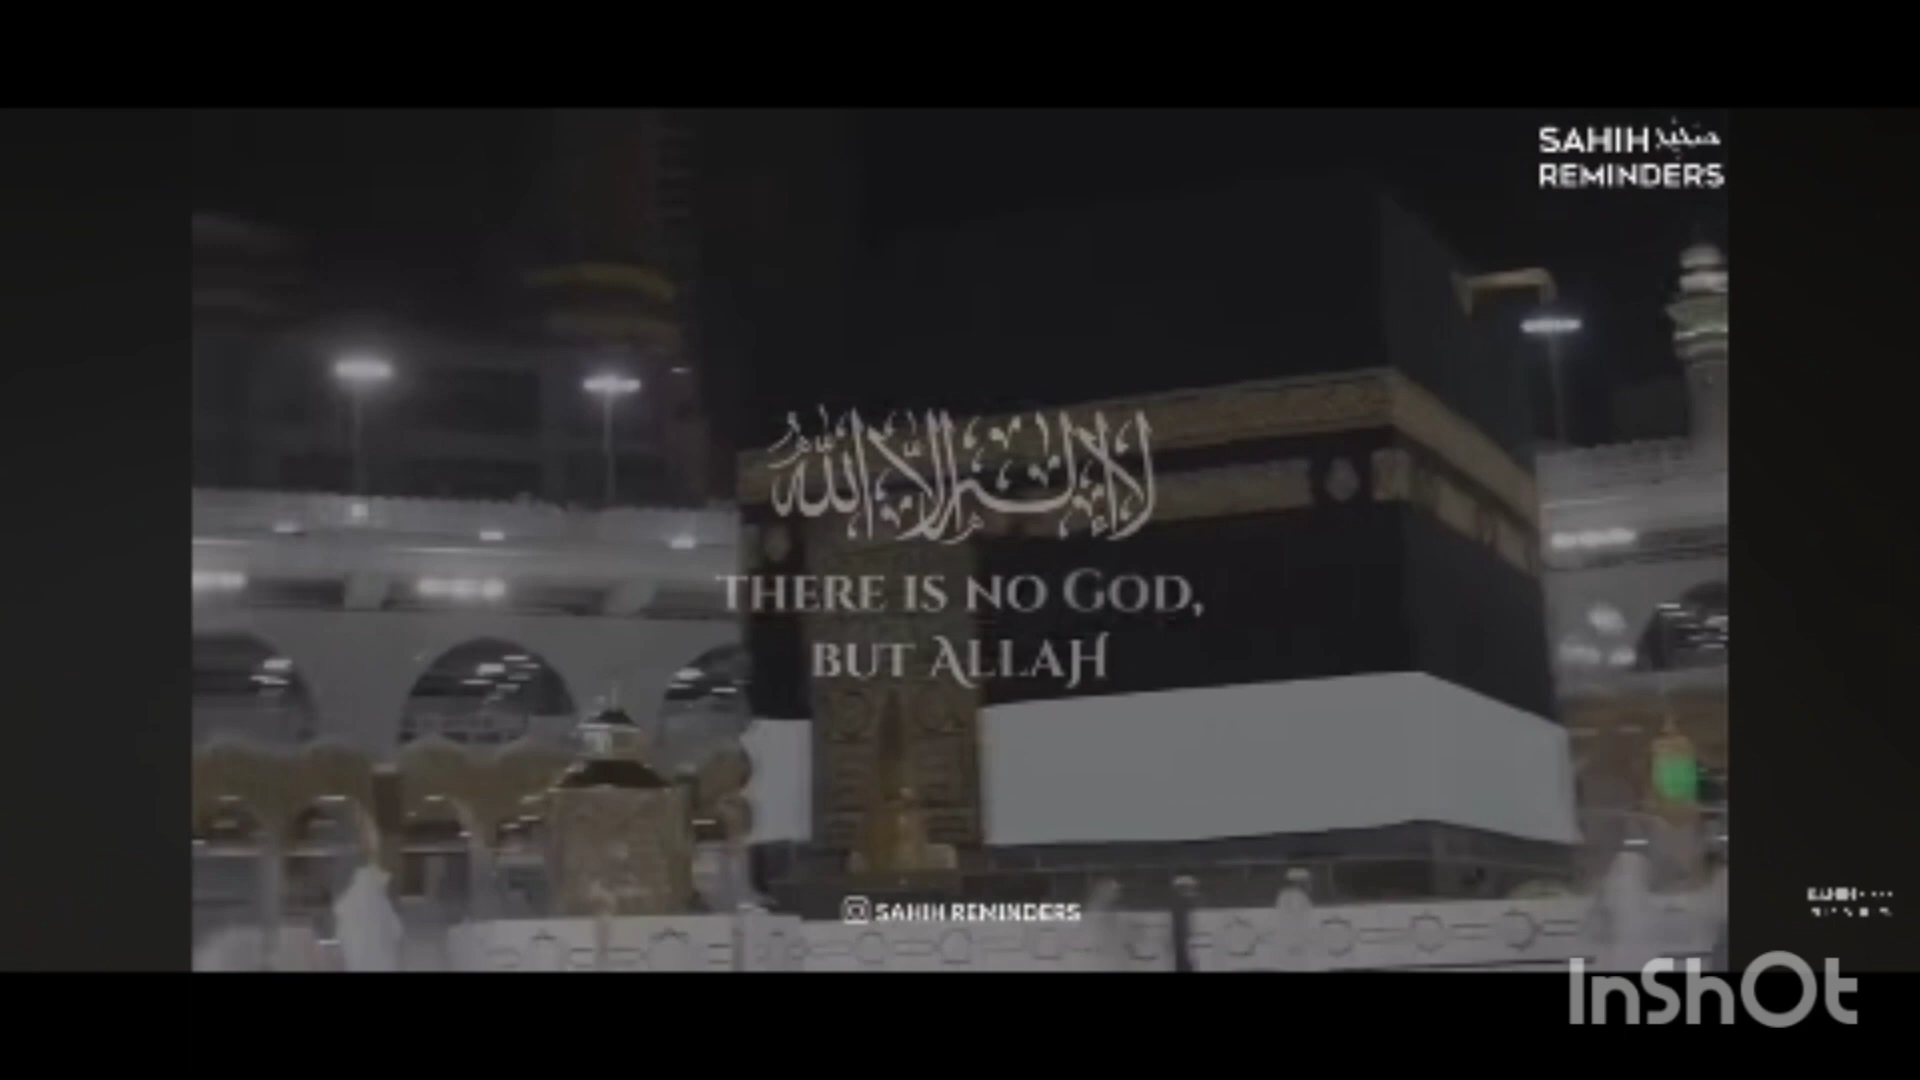 SAHIH صحيح
REMINDERS
لا إله إلا الله
THERE IS NO GOD,
BUT ALLAH
SAHIH REMINDERS
InShOt